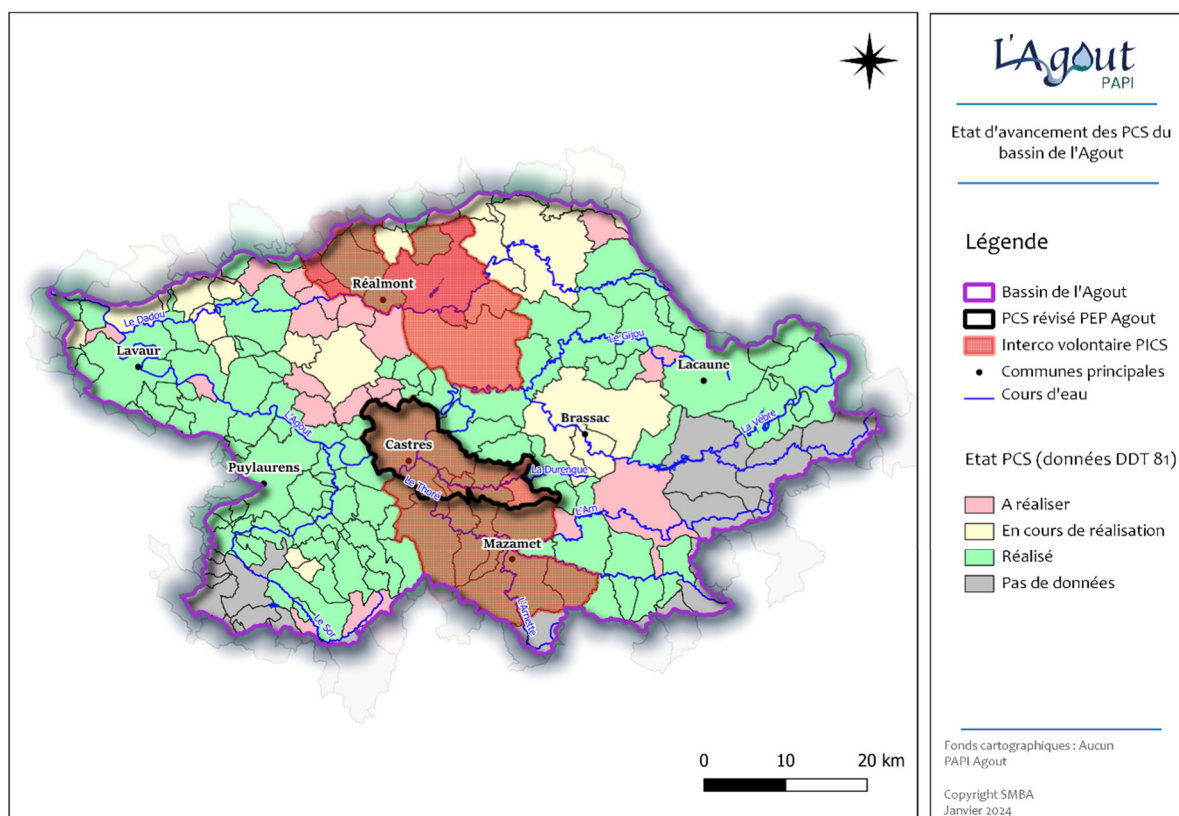 Réalmont
Le Dadou
Lavaur
Le Gijou
Lacaune
Brassac
La Vèbre
L'Agout
Castres
La Durenque
Puylaurens
Le Thoré
L'Arn
Mazamet
Le Sor
L'Arnette
0 10 20 km
L'Agout
PAPI
Etat d'avancement des PCS du
bassin de l'Agout
Légende
Bassin de l'Agout
PCS révisé PEP Agout
Interco volontaire PICS
Communes principales
Cours d'eau
Etat PCS (données DDT 81)
A réaliser
En cours de réalisation
Réalisé
Pas de données
Fonds cartographiques : Aucun
PAPI Agout
Copyright SMBA
Janvier 2024